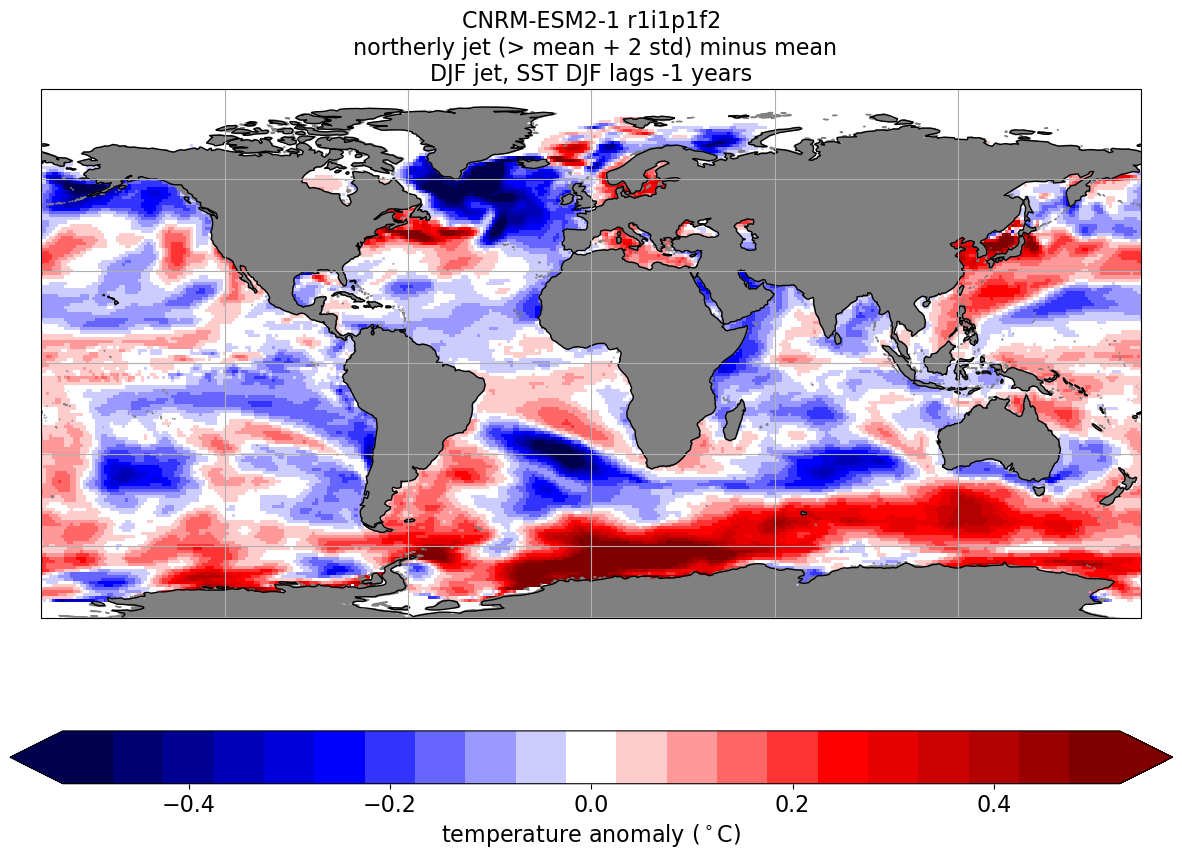 CNRM-ESM2-1 r1i1p1f2
northerly jet (> mean + 2 std) minus mean
DJF jet, SST DJF lags -1 years
−0.4 −0.2 0.0 0.2 0.4
temperature anomaly (°C)